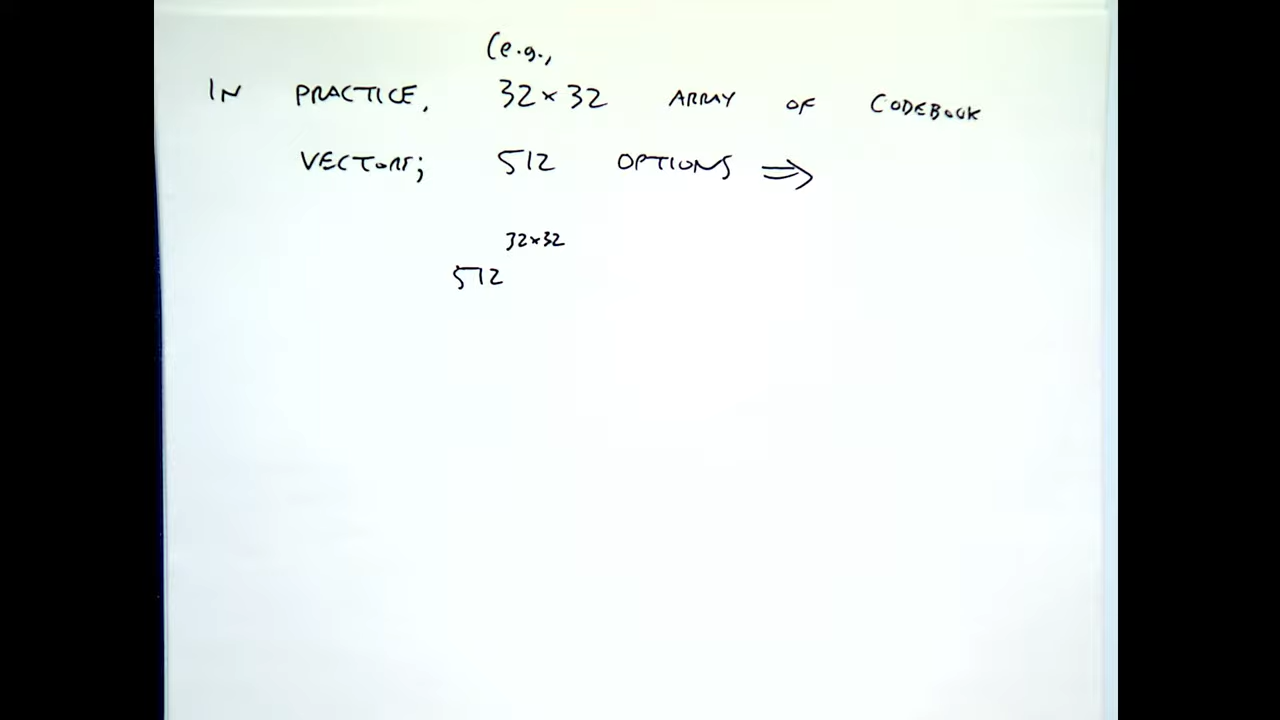 (e.g.,
IN PRACTICE, 32×32 ARRAY OF CODEBOOK
VECTORS; 512 OPTIONS ⇒
512^32×32